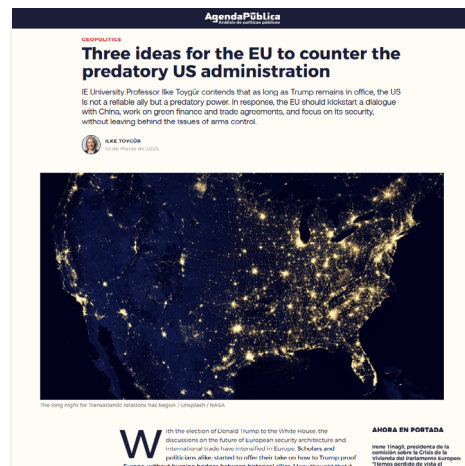 AgendaPública
Análisis de políticas públicas
GEOPOLITICS
Three ideas for the EU to counter the
predatory US administration
IE University Professor Ilke Toygür contends that as long as Trump remains in office, the US
is not a reliable ally but a predatory power. In response, the EU should kickstart a dialogue
with China, work on green finance and trade agreements, and focus on its security,
without leaving behind the issues of arms control.
ILKE TOYGÜR
de marzo de 2025
The long night for Transatlantic relations has begun. | Unsplash / NASA
With the election of Donald Trump to the White House, the
discussions on the future of European security architecture and
international trade have intensified in Europe. Scholars and
politicians alike, started to offer their take on how to Trump proof
AHORA EN PORTADA
Irene Tinagli, presidenta de la
comisión sobre la Crisis de la
Vivienda del Parlamento Europeo:
"Hemos perdido de vista el